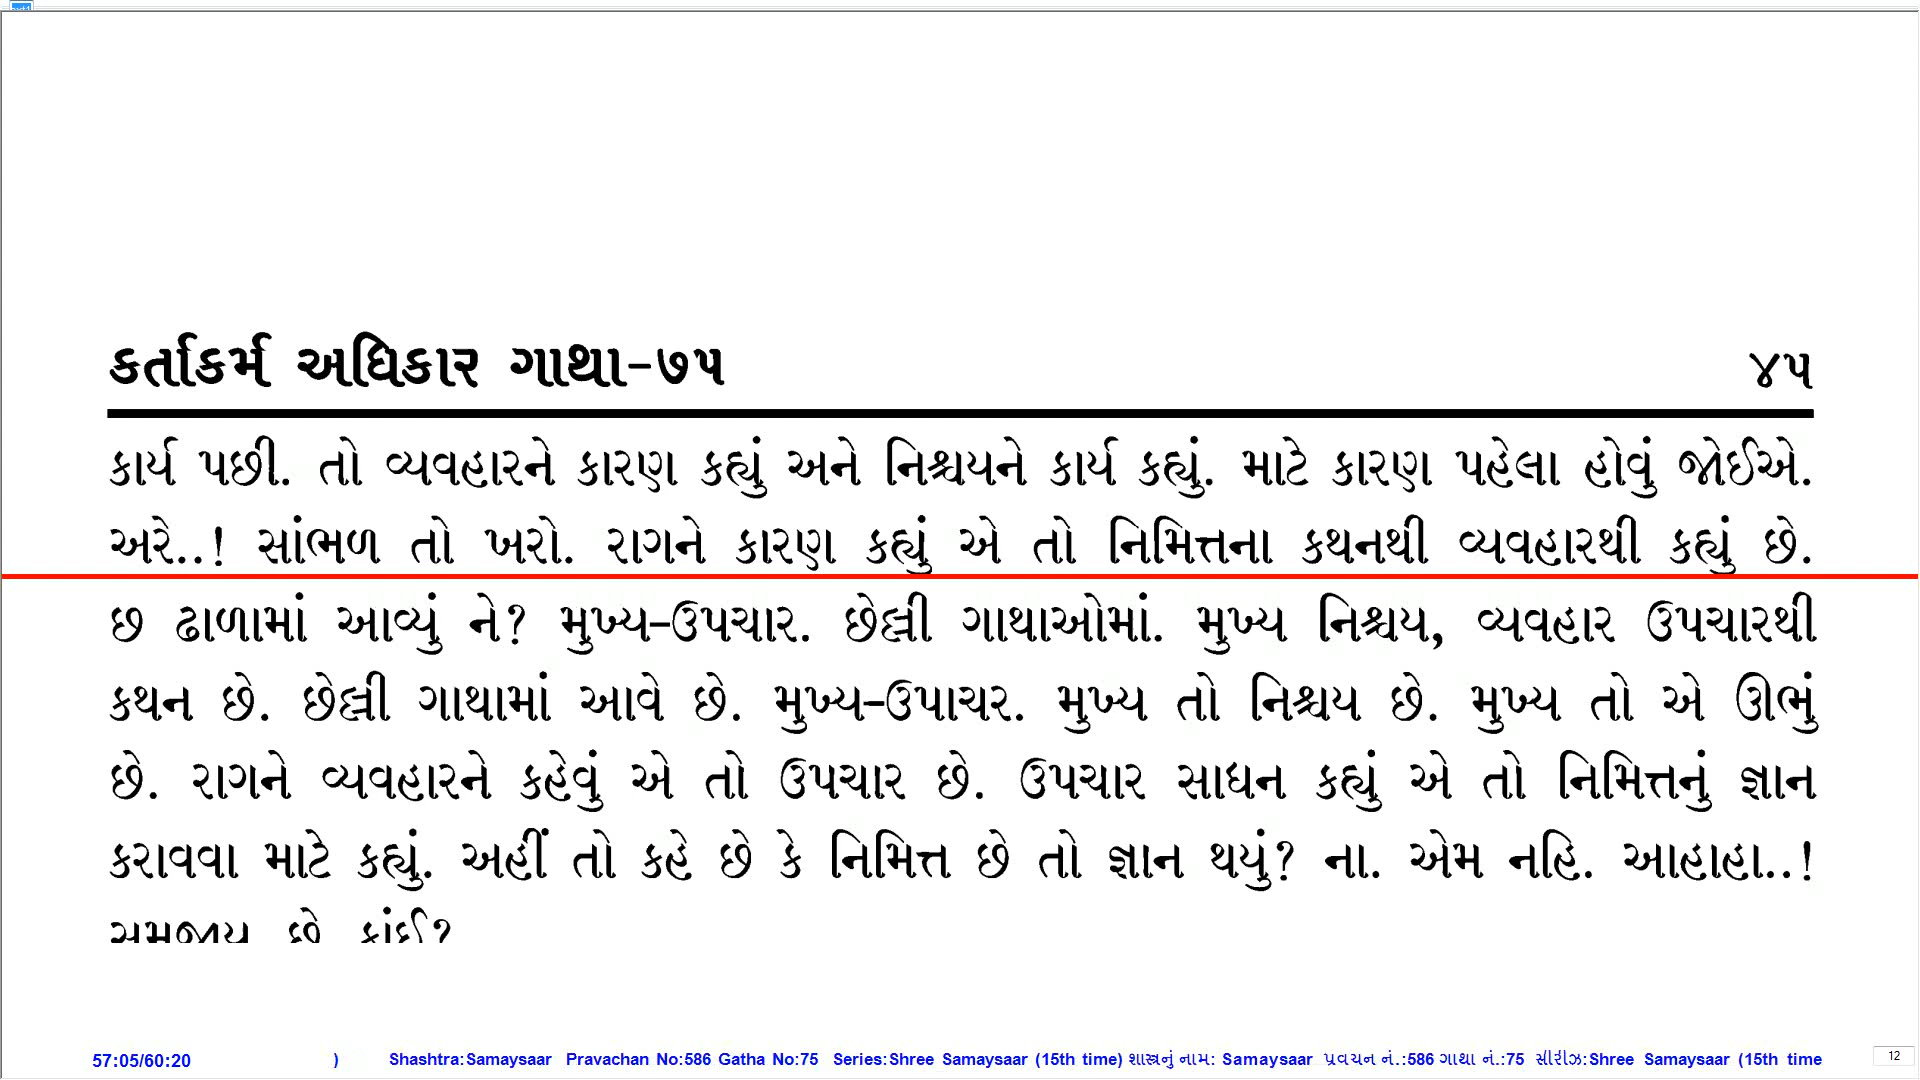 કર્તાકર્મ અધિકાર ગાથા-૭૫ ૪૫
કાર્ય પછી. તો વ્યવહારને કારણ કહ્યું અને નિશ્ચયને કાર્ય કહ્યું. માટે કારણ પહેલા હોવું જોઈએ.
અરે..! સાંભળ તો ખરો. રાગને કારણ કહ્યું એ તો નિમિત્તના કથનથી વ્યવહારથી કહ્યું છે.
છ ઢાળામાં આવ્યું ને? મુખ્ય-ઉપચાર. છેલ્લી ગાથાઓમાં. મુખ્ય નિશ્ચય, વ્યવહાર ઉપચારથી
કથન છે. છેલ્લી ગાથામાં આવે છે. મુખ્ય-ઉપાચર. મુખ્ય તો નિશ્ચય છે. મુખ્ય તો એ ઊભું
છે. રાગને વ્યવહારને કહેવું એ તો ઉપચાર છે. ઉપચાર સાધન કહ્યું એ તો નિમિત્તનું જ્ઞાન
કરાવવા માટે કહ્યું. અહીં તો કહે છે કે નિમિત્ત છે તો જ્ઞાન થયું? ના. એમ નહિ. આહાહા..!
સમજાય છે કાંઈ?
57:05/60:20 ) Shashtra:Samaysaar Pravachan No:586 Gatha No:75 Series:Shree Samaysaar (15th time) શાસ્ત્રનું નામ: Samaysaar પ્રવચન નં.:586 ગાથા નં.:75 સીરીઝ:Shree Samaysaar (15th time 12